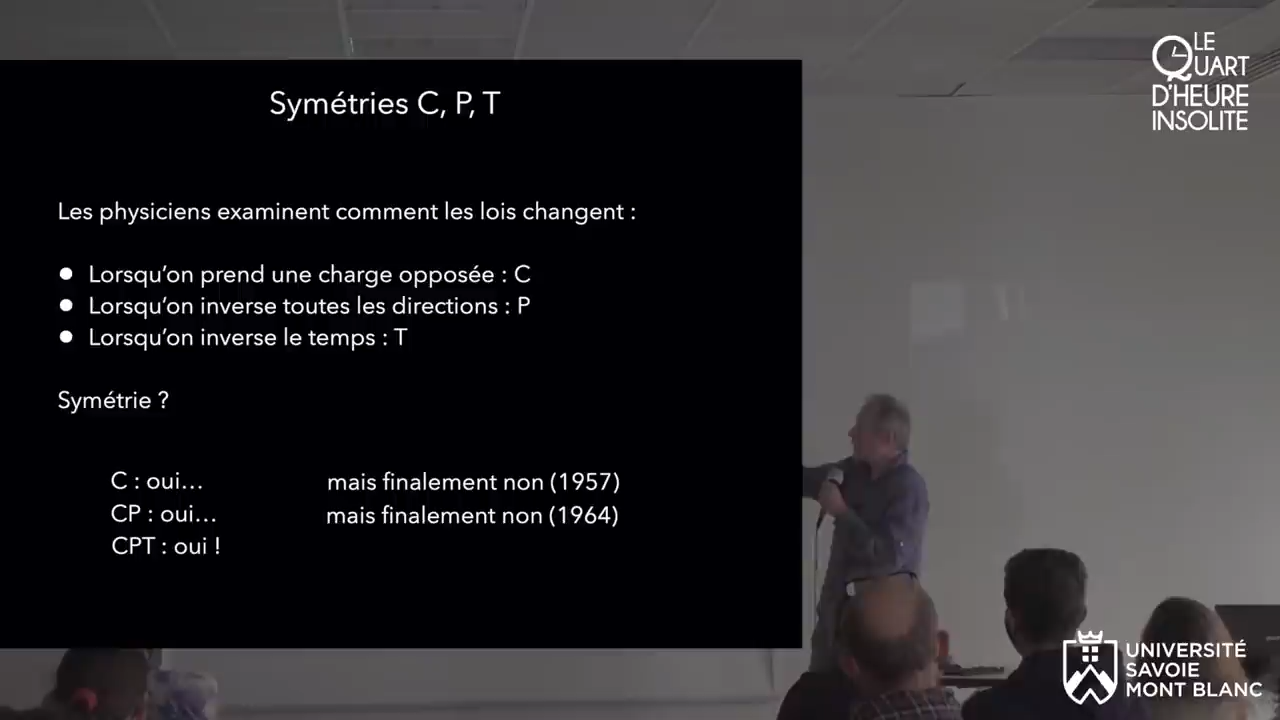 Symétries C, P, T
Les physiciens examinent comment les lois changent :
● Lorsqu’on prend une charge opposée : C
● Lorsqu’on inverse toutes les directions : P
● Lorsqu’on inverse le temps : T
Symétrie ?
C : oui… mais finalement non (1957)
CP : oui… mais finalement non (1964)
CPT : oui !
LE
QUART
D'HEURE
INSOLITE
UNIVERSITÉ
SAVOIE
MONT BLANC